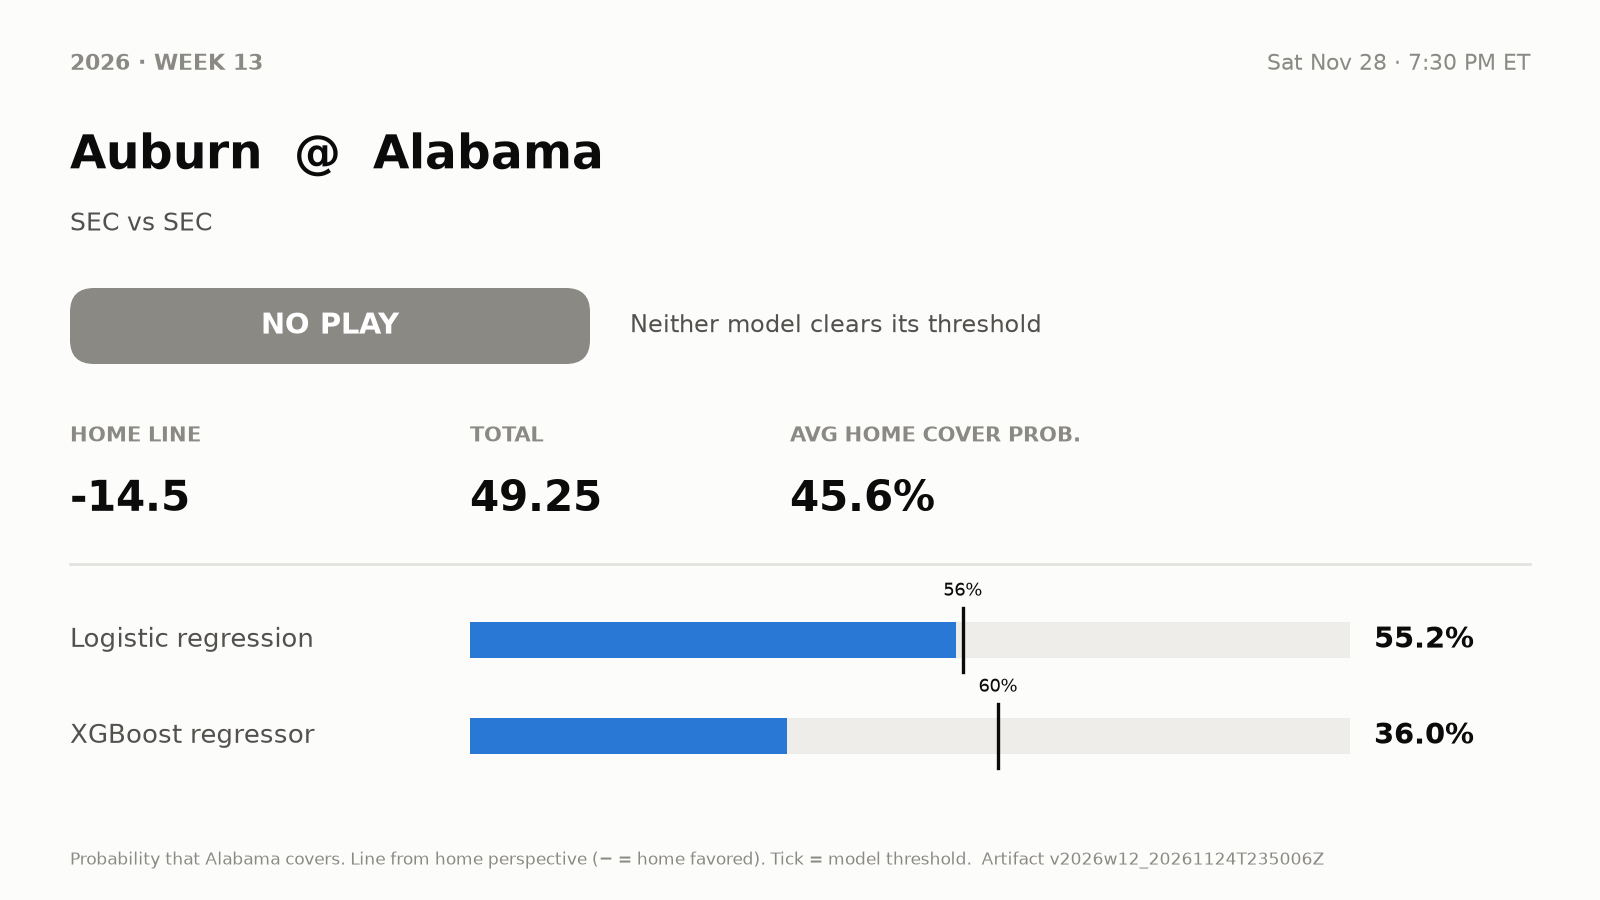 2026 · WEEK 13
Sat Nov 28 · 7:30 PM ET
Auburn @ Alabama
SEC vs SEC
NO PLAY
Neither model clears its threshold
HOME LINE
TOTAL
AVG HOME COVER PROB.
-14.5
49.25
45.6%
56%
Logistic regression
55.2%
60%
XGBoost regressor
36.0%
Probability that Alabama covers. Line from home perspective (− = home favored). Tick = model threshold. Artifact v2026w12_20261124T235006Z